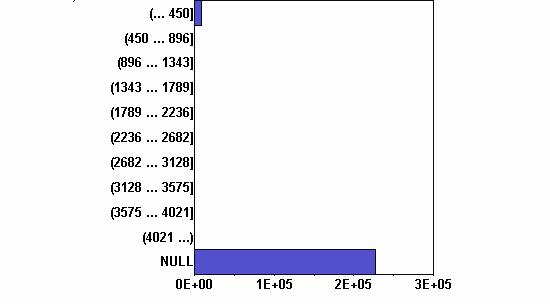 (... 450]
(450 ... 896]
(896 ... 1343]
(1343 ... 1789]
(1789 ... 2236]
(2236 ... 2682]
(2682 ... 3128]
(3128 ... 3575]
(3575 ... 4021]
(4021 ...)
NULL
0E+00 1E+05 2E+05 3E+05